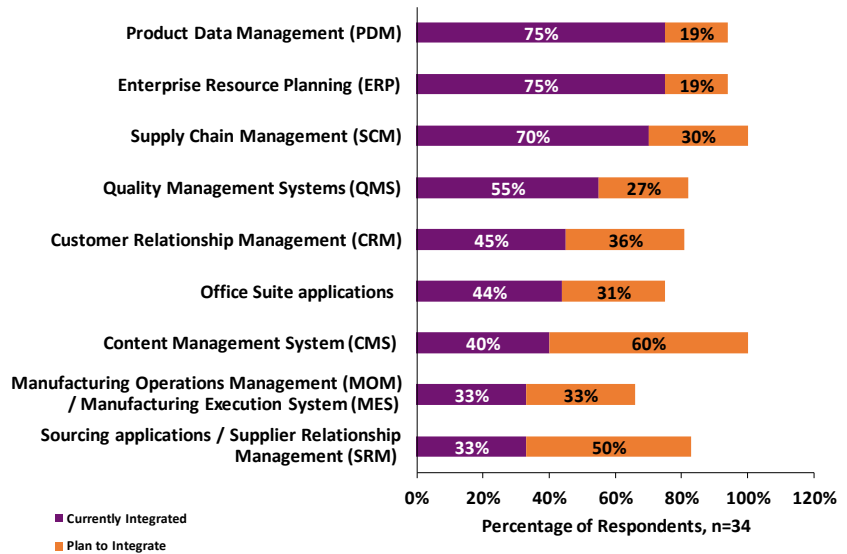 Product Data Management (PDM)
75%
19%
Enterprise Resource Planning (ERP)
75%
19%
Supply Chain Management (SCM)
70%
30%
Quality Management Systems (QMS)
55%
27%
Customer Relationship Management (CRM)
45%
36%
Office Suite applications
44%
31%
Content Management System (CMS)
40%
60%
Manufacturing Operations Management (MOM)
/ Manufacturing Execution System (MES)
33%
33%
Sourcing applications / Supplier Relationship
Management (SRM)
33%
50%
0% 20% 40% 60% 80% 100% 120%
Percentage of Respondents, n=34
Currently Integrated
Plan to Integrate